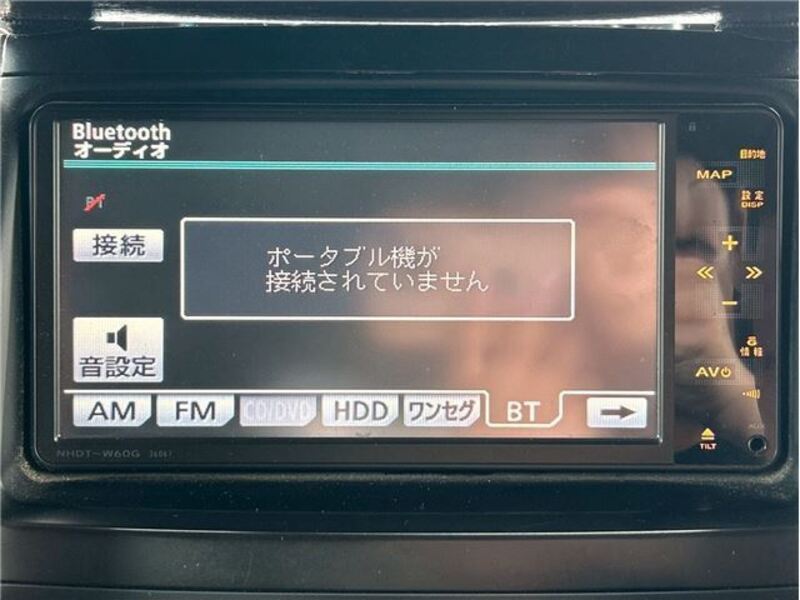 Bluetooth
オーディオ
BT
接続
ポータブル機が
接続されていません
音設定
AM FM CD/DVD HDD ワンセグ BT
目的地
MAP
設定
DISP
情報
AV
TILT
AUX
NHDT-W60G 36067